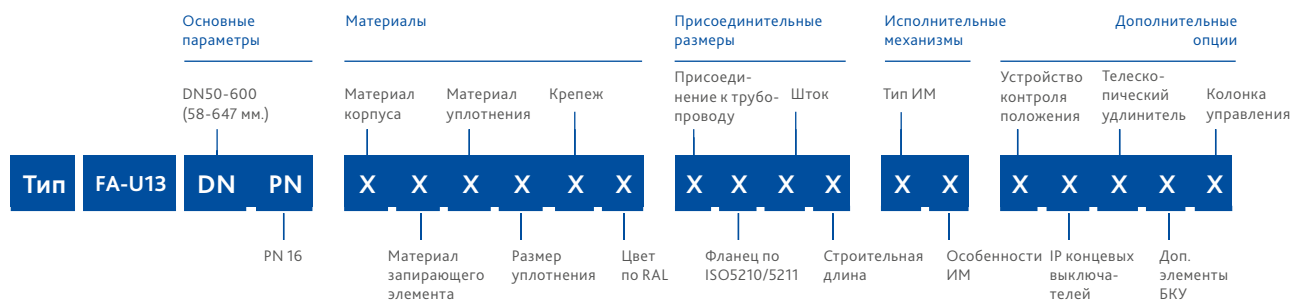 Основные
параметры
Материалы
Присоединительные
размеры
Исполнительные
механизмы
Дополнительные
опции
DN50-600
(58-647 мм.)
Материал
корпуса
Материал
уплотнения
Крепеж
Присоеди-
нение к трубо-
проводу
Шток
Тип ИМ
Устройство
контроля
положения
Телеско-
пический
удлинитель
Колонка
управления
Тип FA-U13 DN PN X X X X X X X X X X X X X X X X X
PN 16
Материал
запирающего
элемента
Размер
уплотнения
Цвет
по RAL
Фланец по
ISO5210/5211
Строительная
длина
Особенности
ИМ
IP концевых
выключа-
телей
Доп.
элементы
БКУ